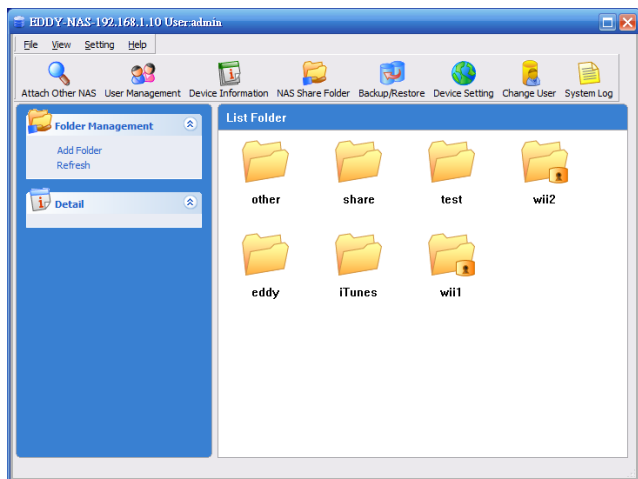 EDDY-NAS-192.168.1.10 User:admin
File View Setting Help
Attach Other NAS User Management Device Information NAS Share Folder Backup/Restore Device Setting Change User System Log
Folder Management
Add Folder
Refresh
Detail
List Folder
other share test wii2
eddy iTunes wii1